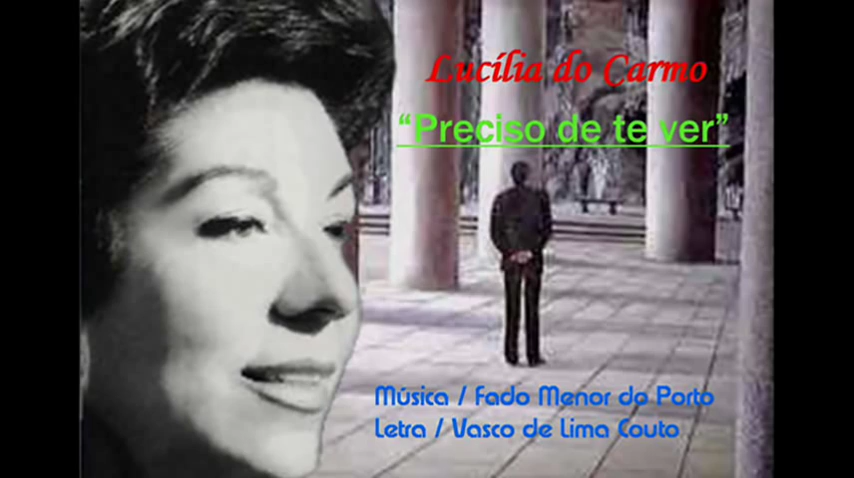 Lucília do Carmo
“Preciso de te ver”
Música / Fado Menor do Porto
Letra / Vasco de Lima Couto